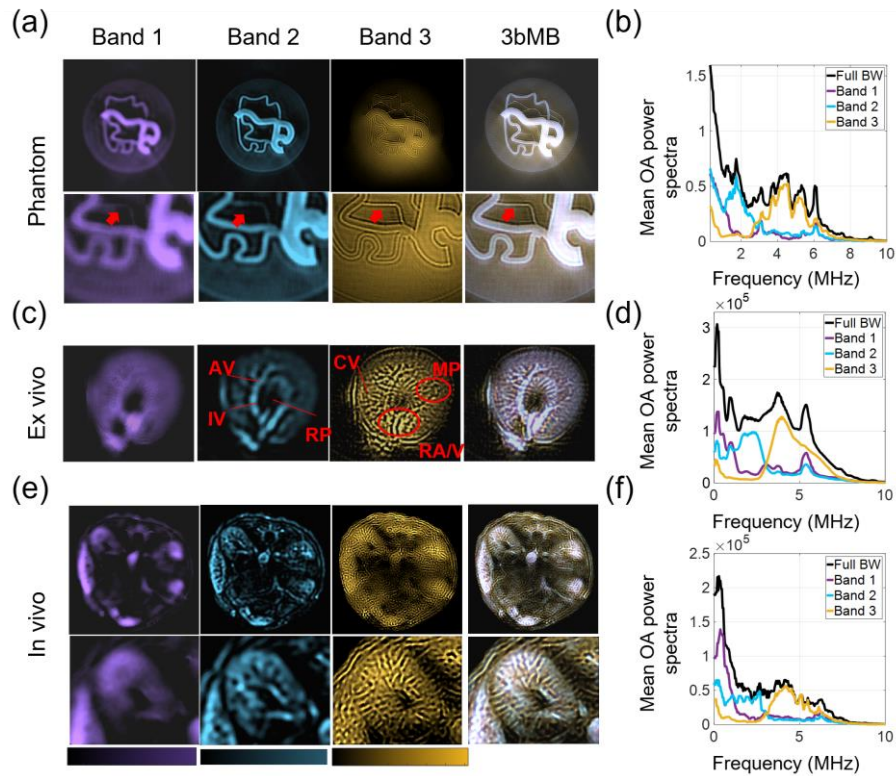 (a)
Band 1
Band 2
Band 3
3bMB
Phantom
(b)
Mean OA power
spectra
1.5
1
0.5
0
2
4
6
8
10
Full BW
Band 1
Band 2
Band 3
Frequency (MHz)
(c)
Ex vivo
AV
IV
RP
CV
MP
RA/V
(d)
×10⁵
Mean OA power
spectra
3
2
1
0
0
5
10
Full BW
Band 1
Band 2
Band 3
Frequency (MHz)
(e)
In vivo
(f)
×10⁵
Mean OA power
spectra
2.5
2
1.5
1
0.5
0
0
5
10
Full BW
Band 1
Band 2
Band 3
Frequency (MHz)